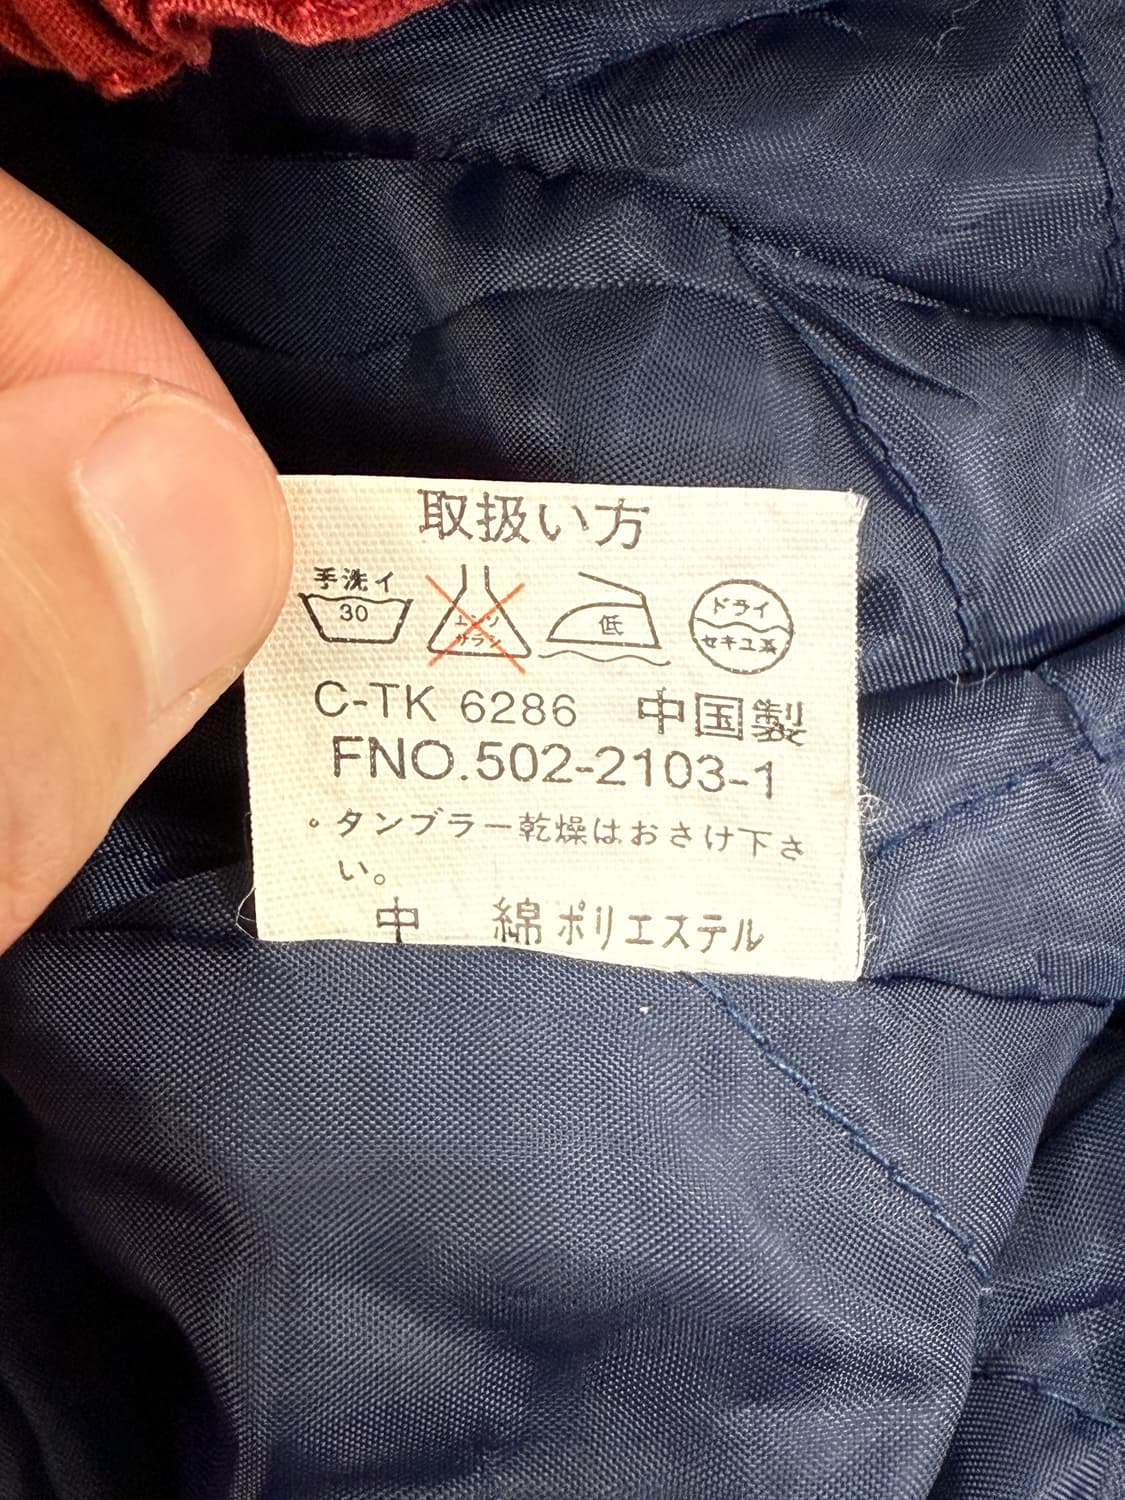 取扱い方
手洗イ
30
エンソ
サラシ
低
ドライ
セキユ系
C-TK 6286 中国製
FNO.502-2103-1
。タンブラー乾燥はおさけ下さ
い。
中 綿 ポリエステル